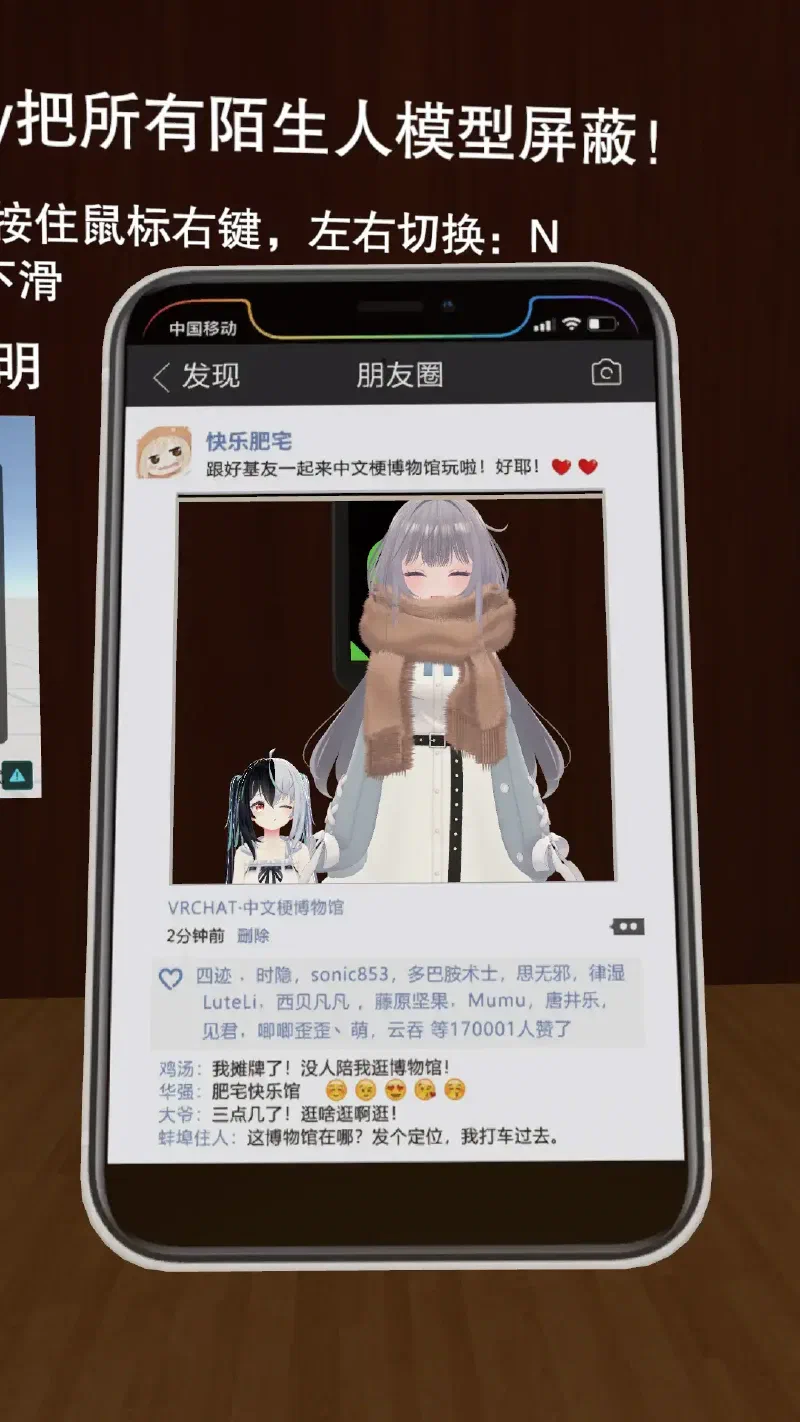 y把所有陌生人模型屏蔽！
按住鼠标右键，左右切换：N
下滑
明
中国移动
发现
朋友圈
快乐肥宅
跟好基友一起来中文梗博物馆玩啦！好耶！❤❤
VRCHAT-中文梗博物馆
2分钟前 删除
四迹，时隐，sonic853，多巴胺术士，思无邪，律湿
LuteLi，西贝凡凡，藤原坚果，Mumu，唐井乐，
见君，唧唧歪歪丶萌，云吞 等170001人赞了
鸡汤：我摊牌了！没人陪我逛博物馆！
华强：肥宅快乐馆 😊😉😍😘😚
大爷：三点几了！逛啥逛啊逛！
蚌埠住人：这博物馆在哪？发个定位，我打车过去。